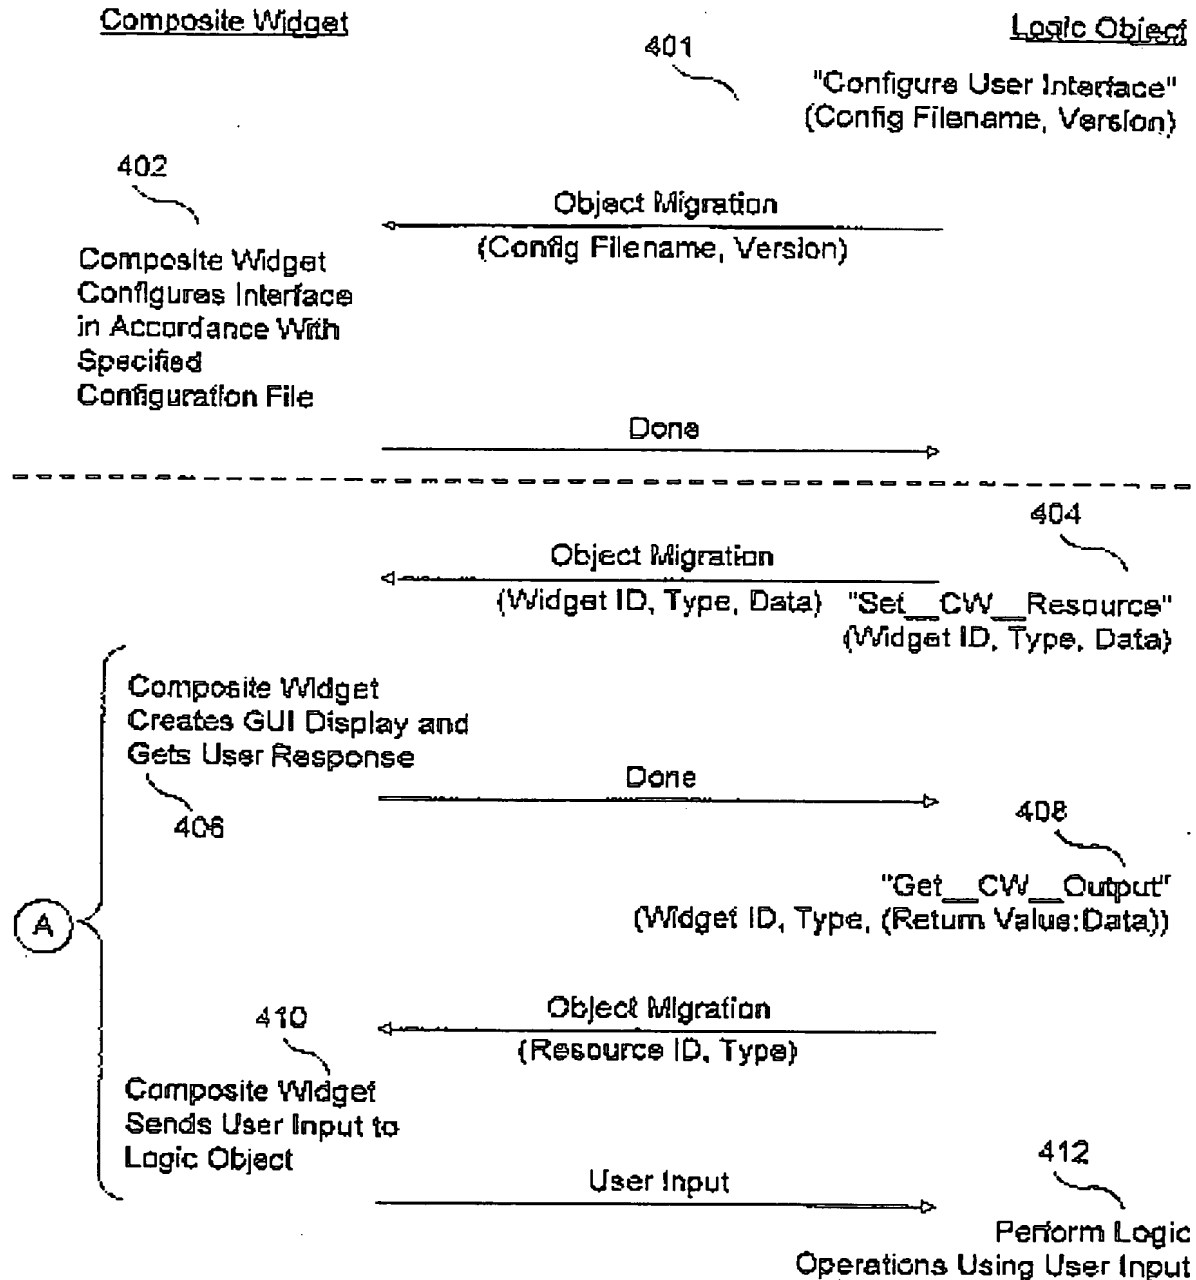 Composite Widget
Logic Object
401
"Configure User Interface"
(Config Filename, Version)
402
Object Migration
(Config Filename, Version)
Composite Widget
Configures Interface
in Accordance With
Specified
Configuration File
Done
404
Object Migration
(Widget ID, Type, Data)
"Set__CW__Resource"
(Widget ID, Type, Data)
Composite Widget
Creates GUI Display and
Gets User Response
406
Done
408
"Get__CW__Output"
(Widget ID, Type, (Return Value:Data))
A
410
Object Migration
(Resource ID, Type)
Composite Widget
Sends User Input to
Logic Object
User Input
412
Perform Logic
Operations Using User Input